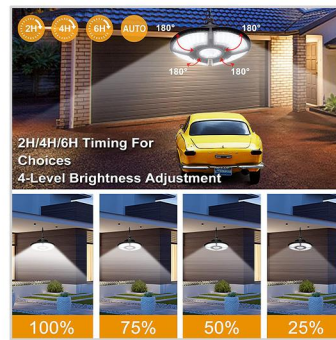 2H 4H 6H AUTO
180° 180°
180° 180°
2H/4H/6H Timing For
Choices
4-Level Brightness Adjustment
100% 75% 50% 25%